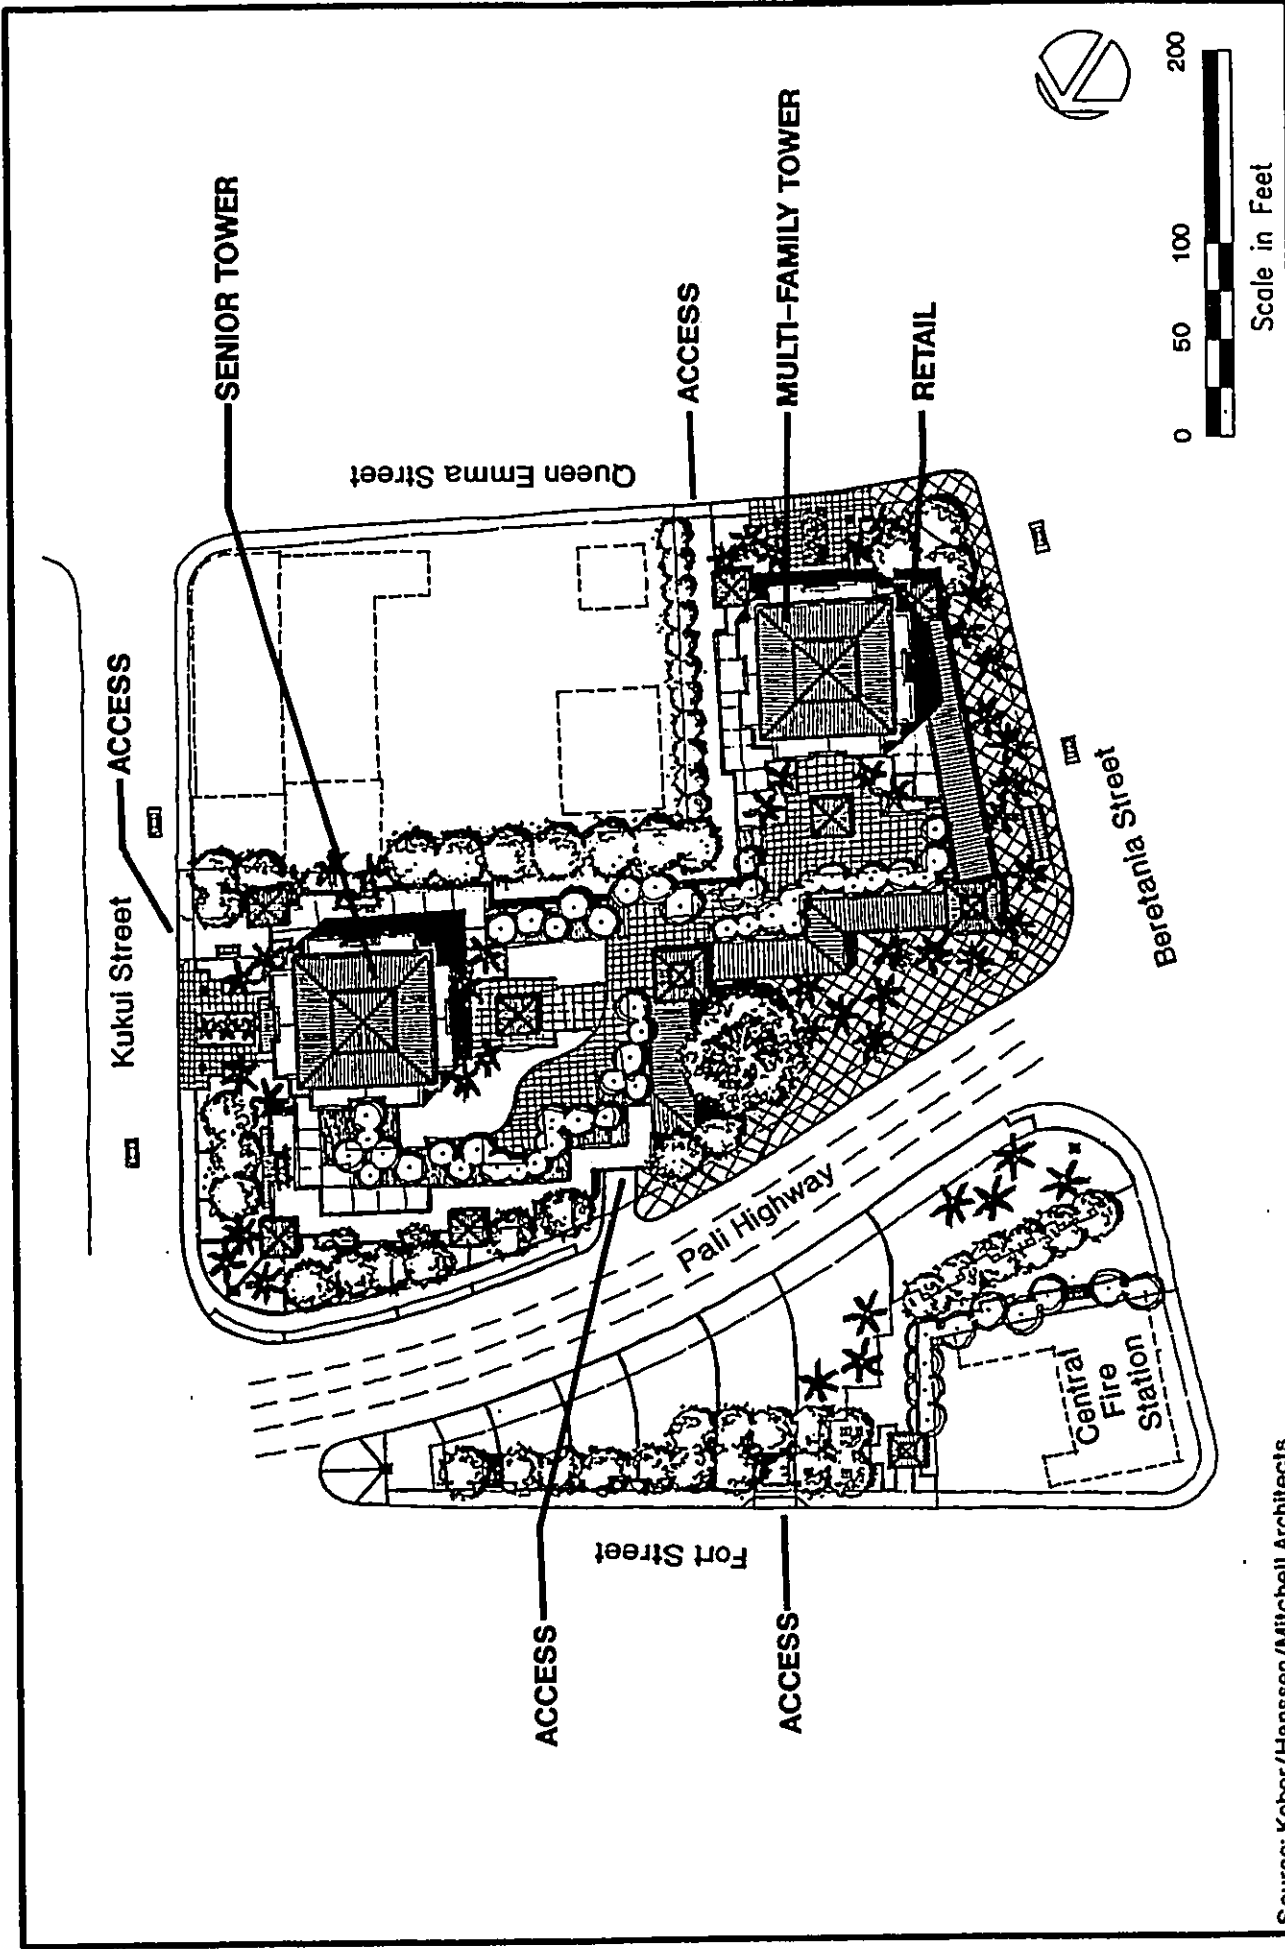 SENIOR TOWER
ACCESS
Kukui Street
Queen Emma Street
ACCESS
MULTI-FAMILY TOWER
RETAIL
Beretania Street
Pali Highway
Central
Fire
Station
Fort Street
ACCESS
ACCESS
0 50 100 200
Scale in Feet
Architects